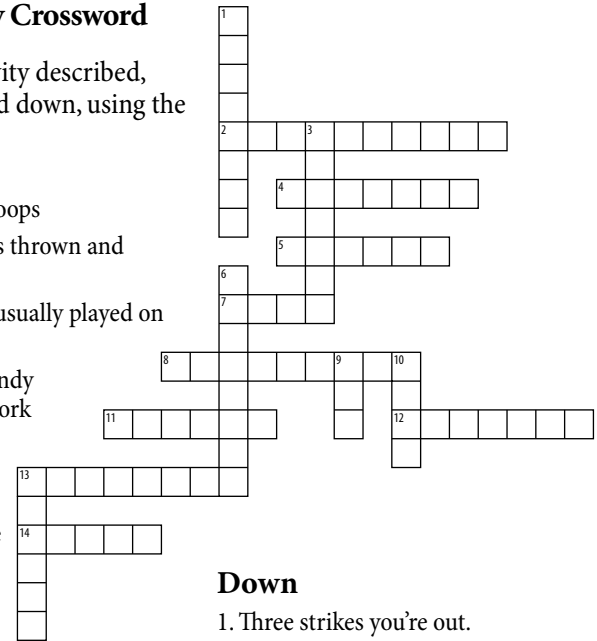 y Crossword
vity described,
d down, using the
oops
s thrown and
usually played on
ndy
ork
1
2 3
4
5
6
7
8 9 10
11 12
13
14
Down
1. Three strikes you're out.